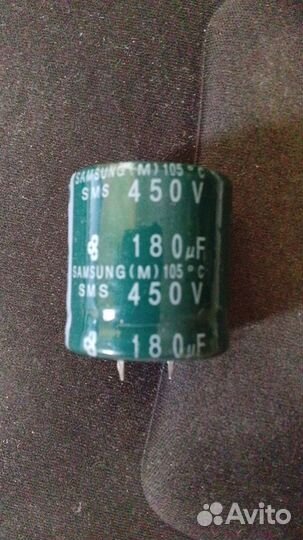 SAMSUNG (M) 105°C
SMS 450V
180µF
SAMSUNG (M) 105°C
SMS 450V
180µF
Avito